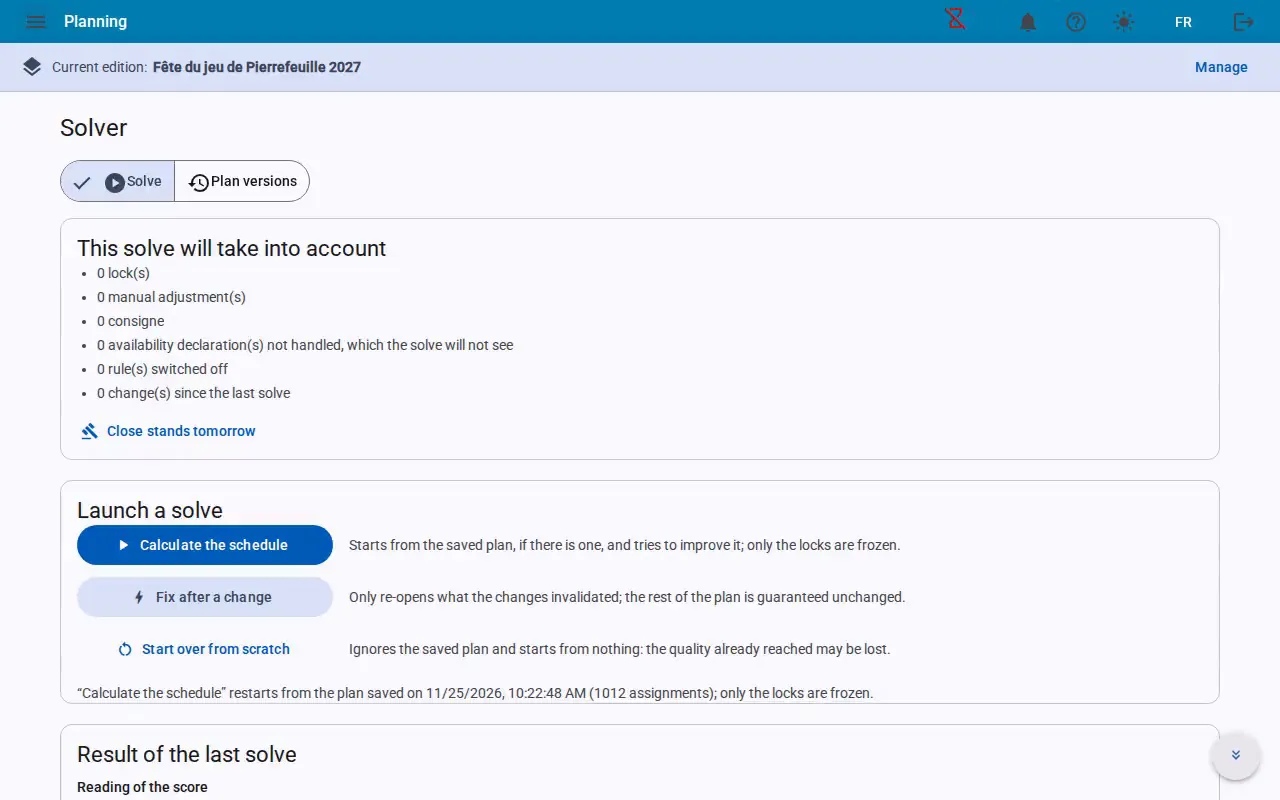 Planning
FR
Current edition: Fête du jeu de Pierrefeuille 2027
Manage
Solver
Solve
Plan versions
This solve will take into account
0 lock(s)
0 manual adjustment(s)
0 consigne
0 availability declaration(s) not handled, which the solve will not see
0 rule(s) switched off
0 change(s) since the last solve
Close stands tomorrow
Launch a solve
Calculate the schedule
Starts from the saved plan, if there is one, and tries to improve it; only the locks are frozen.
Fix after a change
Only re-opens what the changes invalidated; the rest of the plan is guaranteed unchanged.
Start over from scratch
Ignores the saved plan and starts from nothing: the quality already reached may be lost.
“Calculate the schedule” restarts from the plan saved on 11/25/2026, 10:22:48 AM (1012 assignments); only the locks are frozen.
Result of the last solve
Reading of the score